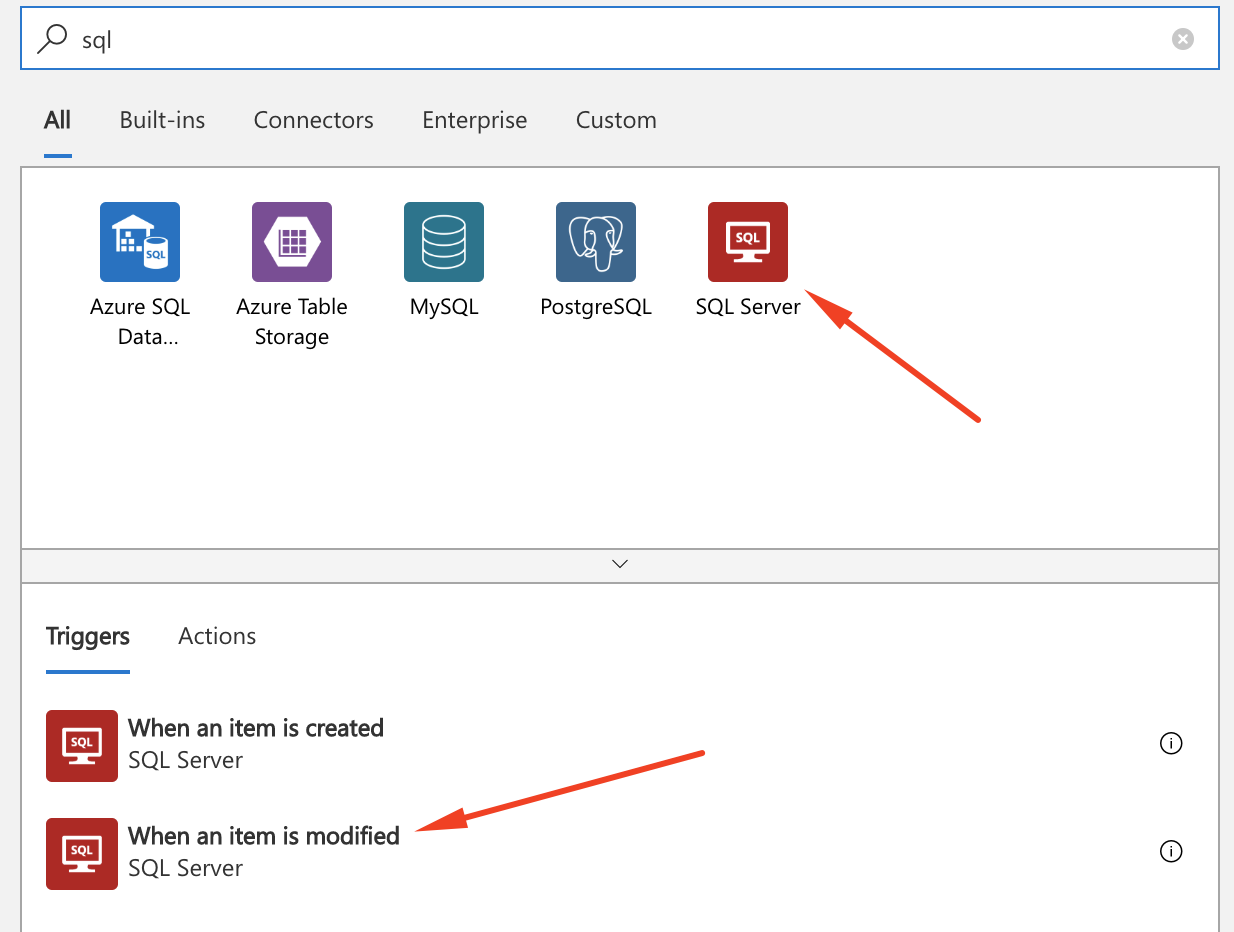 sql
All Built-ins Connectors Enterprise Custom
SQL
SQL
Azure SQL Data...
Azure Table Storage
MySQL
PostgreSQL
SQL Server
Triggers Actions
SQL
When an item is created
SQL Server
SQL
When an item is modified
SQL Server